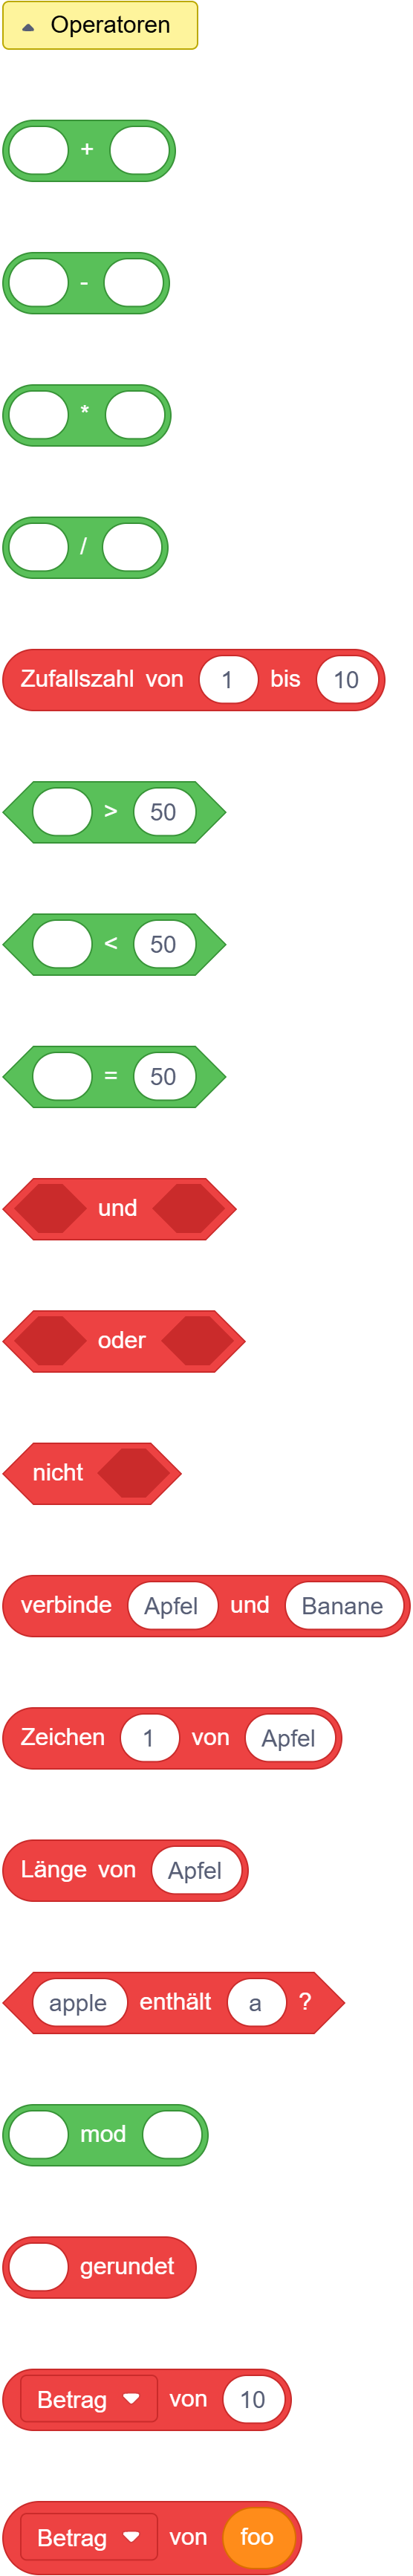 Operatoren
+
-
*
/
Zufallszahl von 1 bis 10
> 50
< 50
= 50
und
oder
nicht
verbinde Apfel und Banane
Zeichen 1 von Apfel
Länge von Apfel
apple enthält a ?
mod
gerundet
Betrag von 10
Betrag von foo